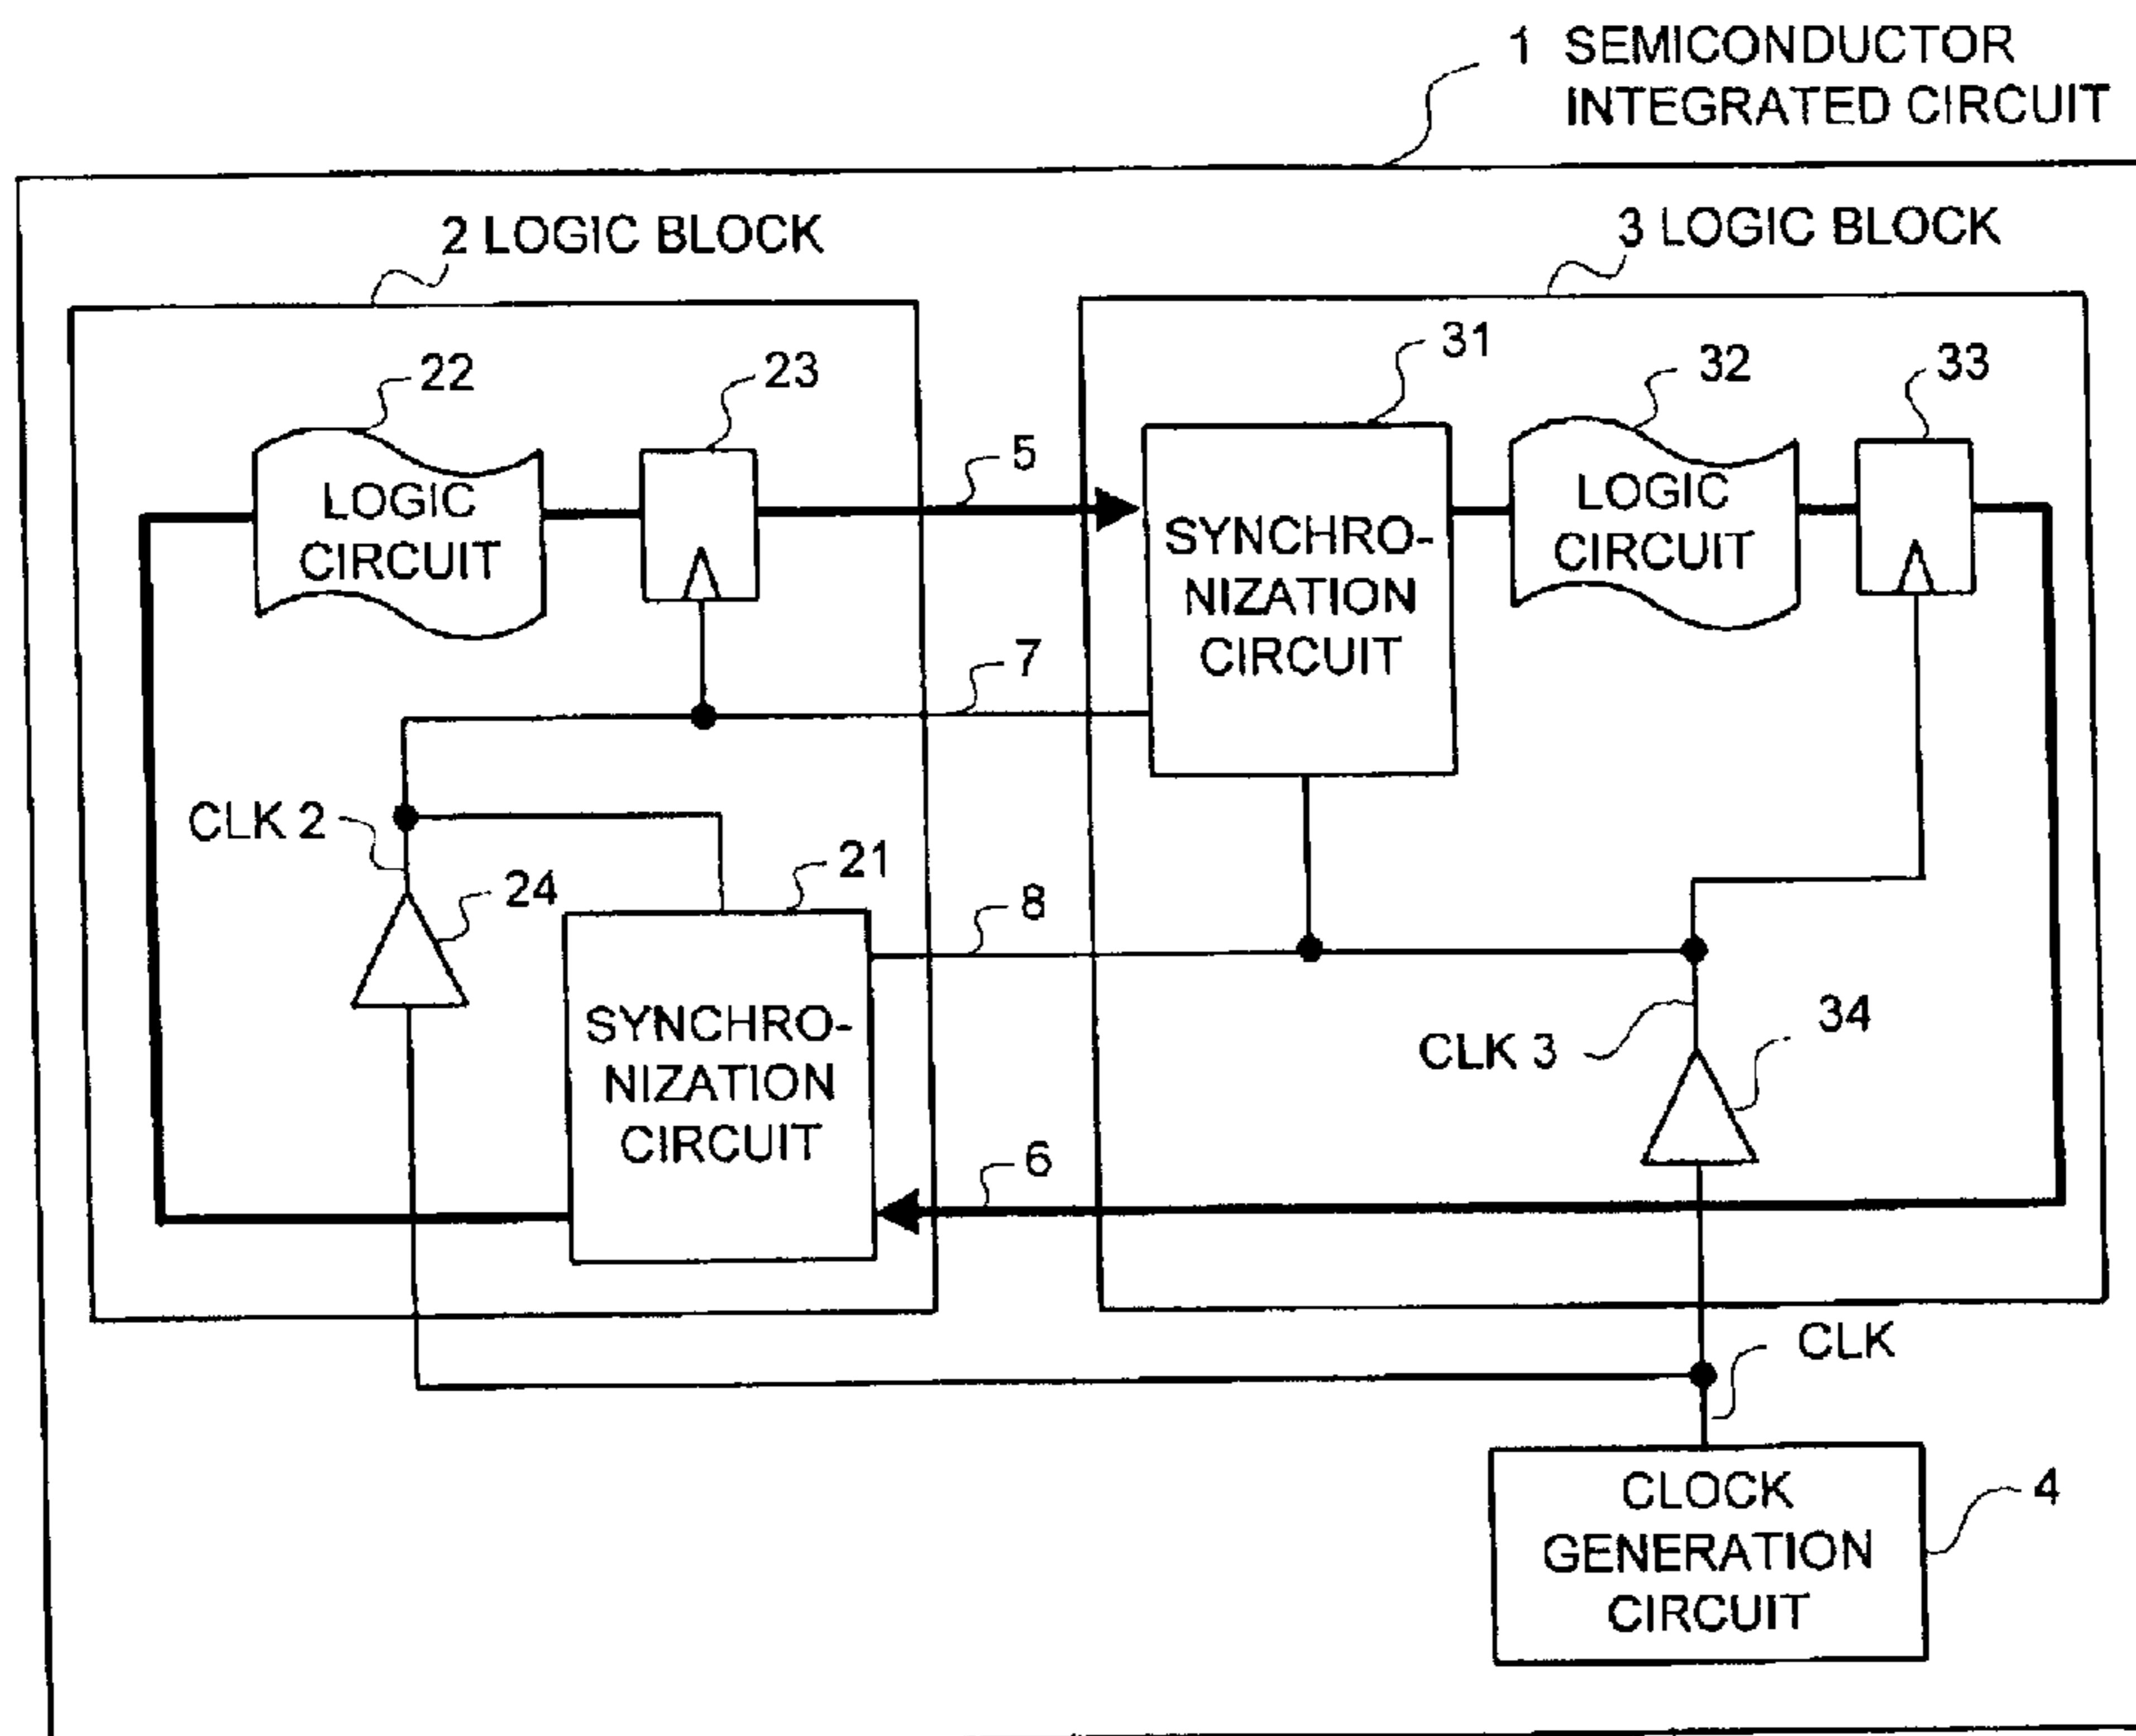 1 SEMICONDUCTOR
INTEGRATED CIRCUIT
2 LOGIC BLOCK
3 LOGIC BLOCK
22
23
31
32
33
5
LOGIC
CIRCUIT
SYNCHRO-
NIZATION
CIRCUIT
LOGIC
CIRCUIT
7
CLK 2
24
21
8
SYNCHRO-
NIZATION
CIRCUIT
CLK 3
34
6
CLK
CLOCK
GENERATION
CIRCUIT
4